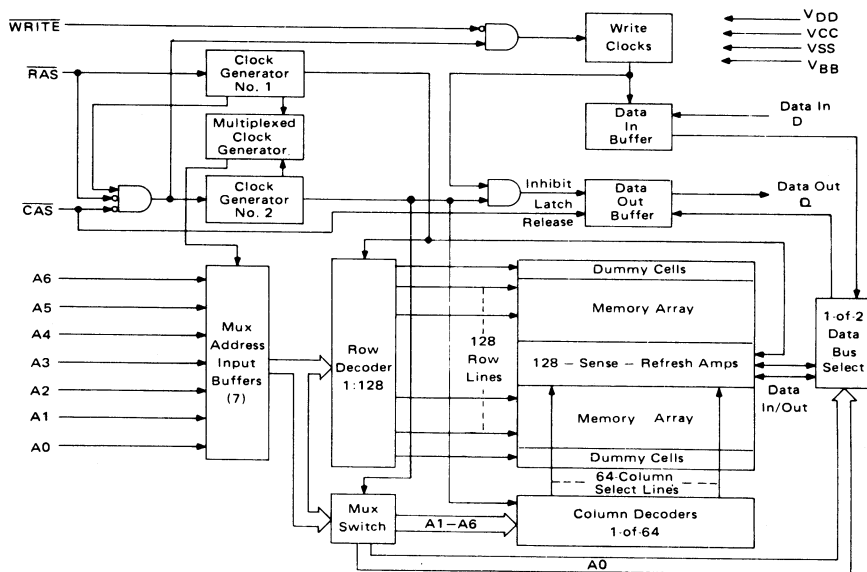 WRITE
Write
Clocks
VDD
VCC
VSS
VBB
RAS
Clock
Generator
No. 1
Multiplexed
Clock
Generator
Data
In
Buffer
Data In
D
CAS
Clock
Generator
No. 2
Inhibit
Latch
Release
Data
Out
Buffer
Data Out
Q
A6
A5
A4
A3
A2
A1
A0
Mux
Address
Input
Buffers
(7)
Row
Decoder
1:128
128
Row
Lines
Dummy Cells
Memory Array
128 – Sense – Refresh Amps
Memory Array
Dummy Cells
Data
In/Out
1-of-2
Data
Bus
Select
64-Column
Select Lines
Mux
Switch
A1–A6
Column Decoders
1-of-64
A0